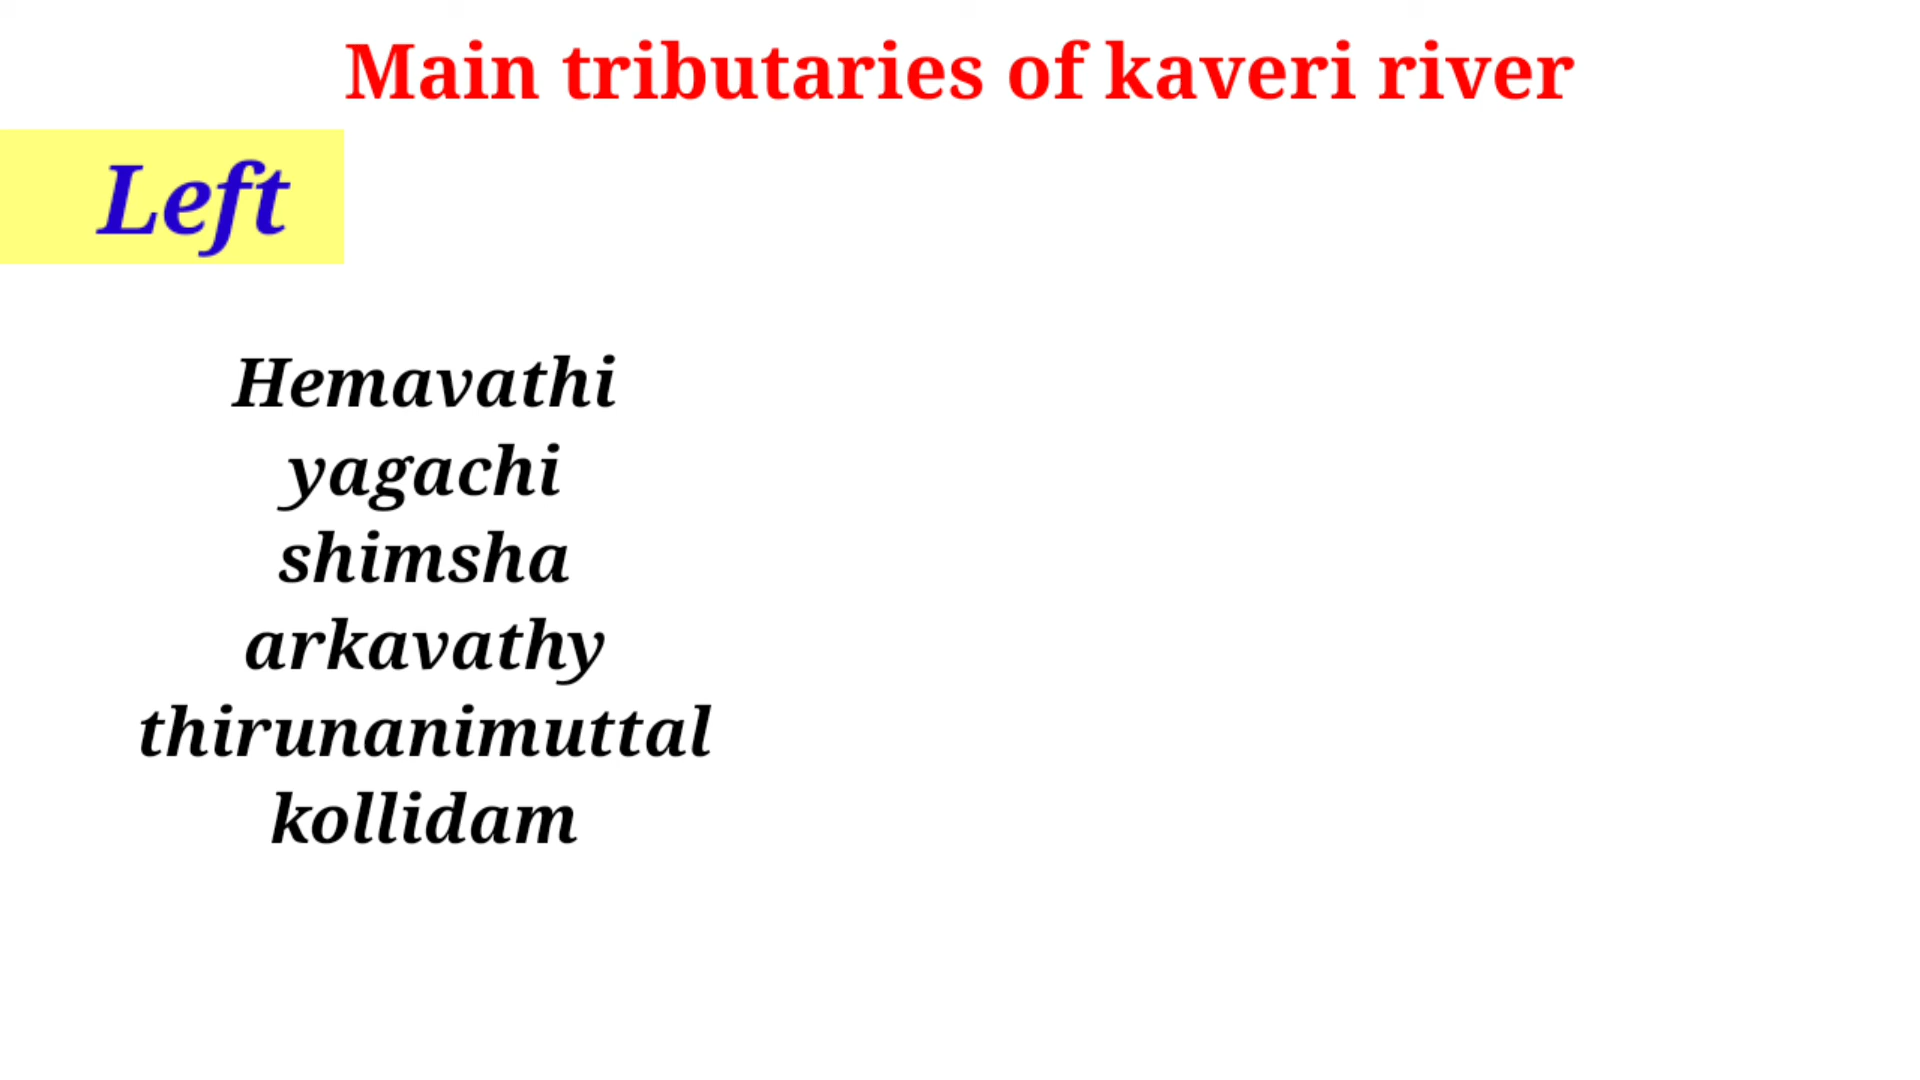 Main tributaries of kaveri river
Left
Hemavathi
yagachi
shimsha
arkavathy
thirunanimuttal
kollidam